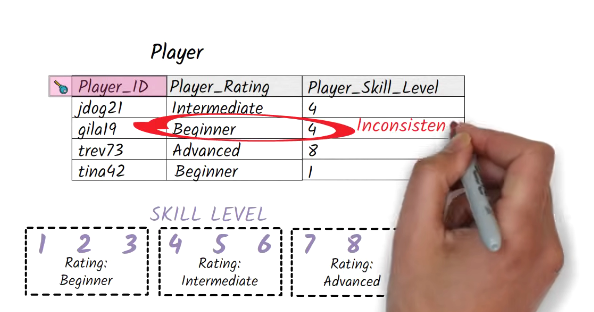 Player
Player_ID Player_Rating Player_Skill_Level
jdog21 Intermediate 4
gila19 Beginner 4 Inconsisten
trev73 Advanced 8
tina42 Beginner 1
SKILL LEVEL
1 2 3 4 5 6 7 8
Rating: Rating: Rating:
Beginner Intermediate Advanced